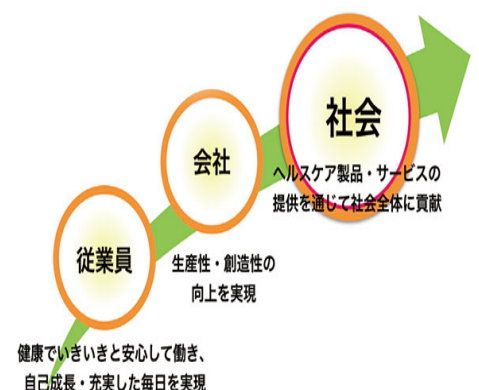 社会
ヘルスケア製品・サービスの
提供を通じて社会全体に貢献
会社
生産性・創造性の
向上を実現
従業員
健康でいきいきと安心して働き、
自己成長・充実した毎日を実現